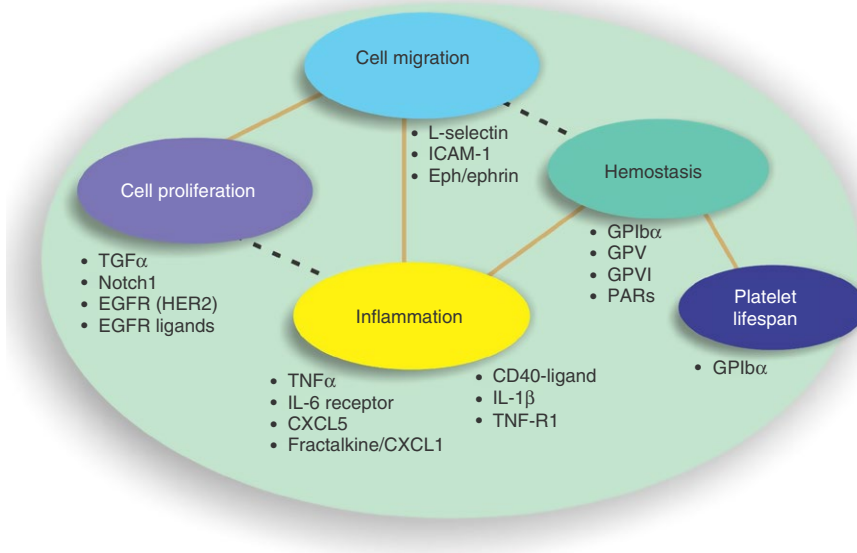 Cell migration
• L-selectin
• ICAM-1
• Eph/ephrin
Cell proliferation
• TGFα
• Notch1
• EGFR (HER2)
• EGFR ligands
Hemostasis
• GPIbα
• GPV
• GPVI
• PARs
Inflammation
• TNFα
• IL-6 receptor
• CXCL5
• Fractalkine/CXCL1
• CD40-ligand
• IL-1β
• TNF-R1
Platelet
lifespan
• GPIbα